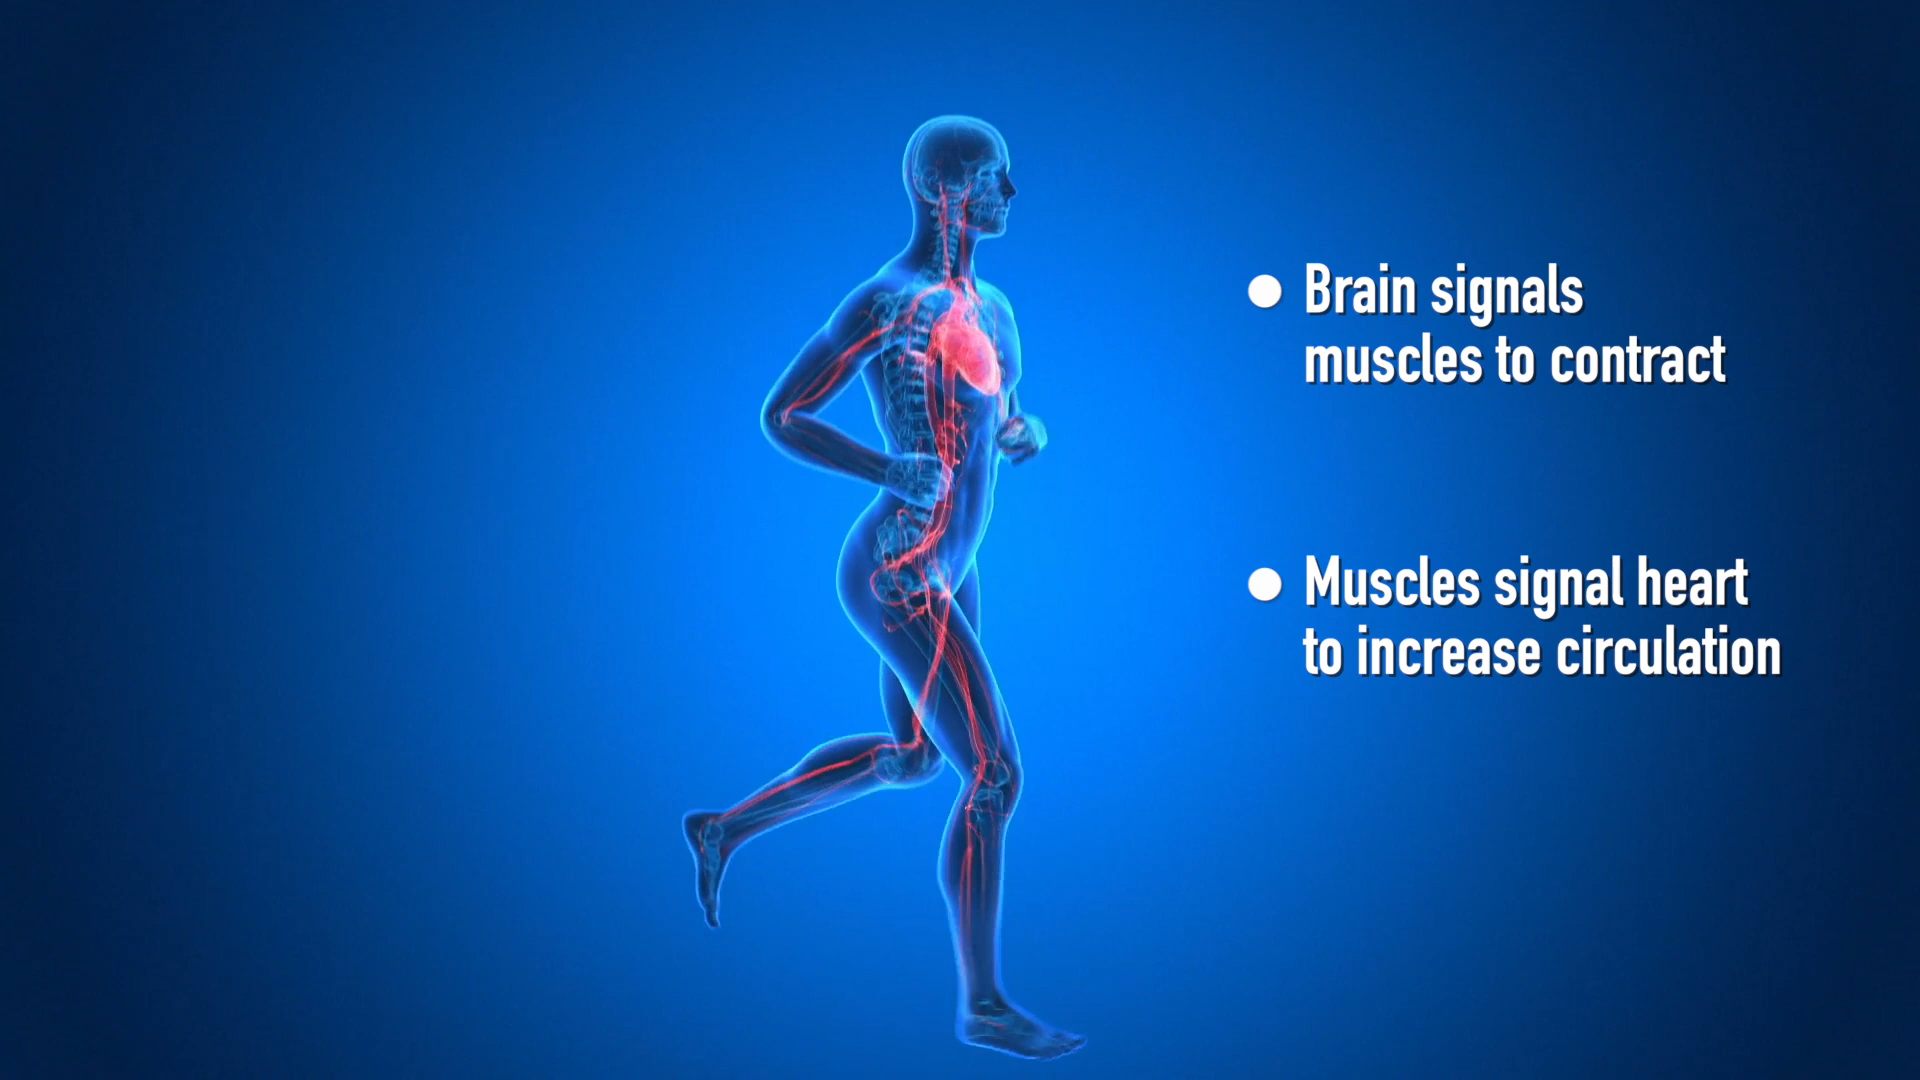 Brain signals
muscles to contract
Muscles signal heart
to increase circulation